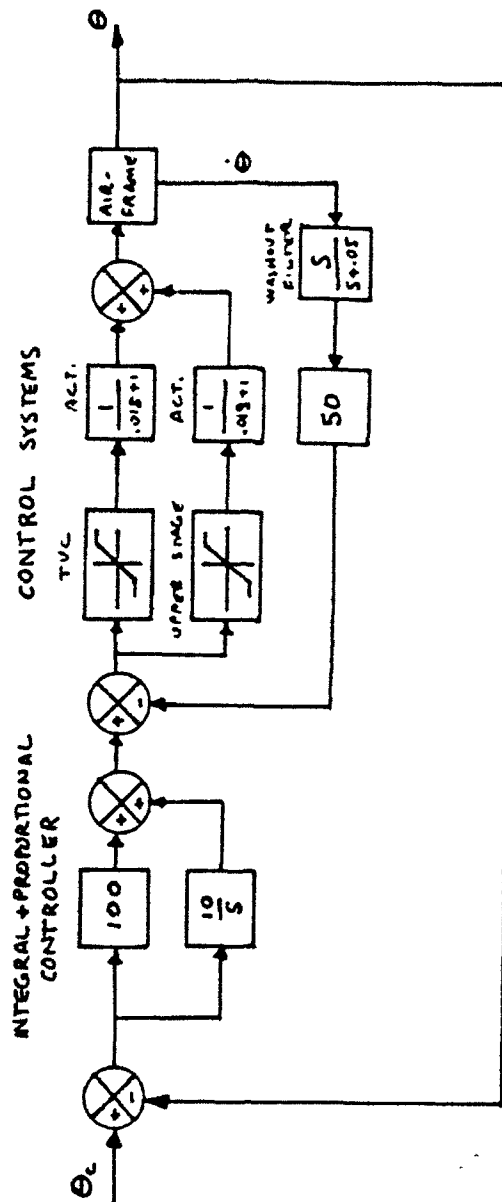 INTEGRAL + PROPORTIONAL
CONTROLLER
CONTROL SYSTEMS
Θc
+
-
100
10
S
+
+
+
-
TVC
UPPER STAGE
ACT.
1
.01S+1
ACT.
1
.01S+1
+
+
AIR-
FRAME
Θ
Θ̇
WASHOUT
FILTER
S
S+.05
50